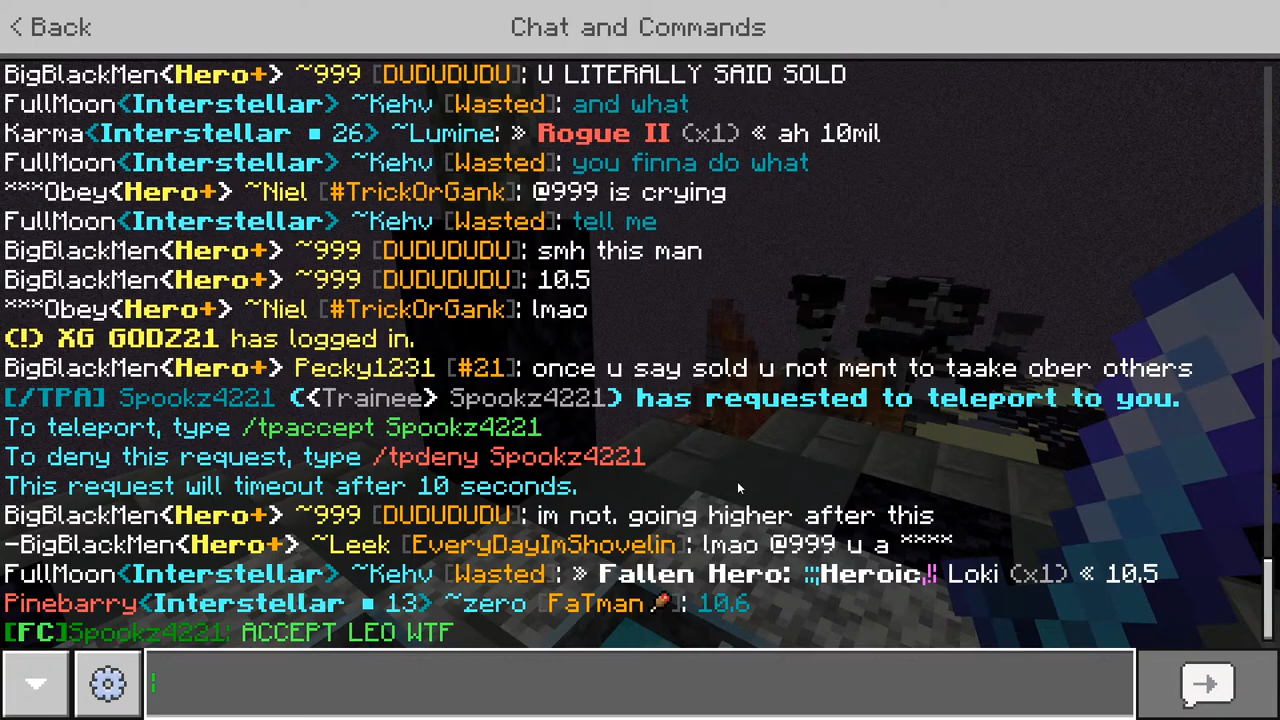 < Back
Chat and Commands
BigBlackMen<Hero+> ~999 [DUDUDUDU]: U LITERALLY SAID SOLD
FullMoon<Interstellar> ~Kehv [Wasted]: and what
Karma<Interstellar ▪ 26> ~Lumine: » Rogue II (x1) « ah 10mil
FullMoon<Interstellar> ~Kehv [Wasted]: you finna do what
***Obey<Hero+> ~Niel [#TrickOrGank]: @999 is crying
FullMoon<Interstellar> ~Kehv [Wasted]: tell me
BigBlackMen<Hero+> ~999 [DUDUDUDU]: smh this man
BigBlackMen<Hero+> ~999 [DUDUDUDU]: 10.5
***Obey<Hero+> ~Niel [#TrickOrGank]: lmao
(!) XG GODZ21 has logged in.
BigBlackMen<Hero+> Pecky1231 [#21]: once u say sold u not ment to taake ober others
[/TPA] Spookz4221 (<Trainee> Spookz4221) has requested to teleport to you.
To teleport, type /tpaccept Spookz4221
To deny this request, type /tpdeny Spookz4221
This request will timeout after 10 seconds.
BigBlackMen<Hero+> ~999 [DUDUDUDU]: im not. going higher after this
-BigBlackMen<Hero+> ~Leek [EveryDayImShovelin]: lmao @999 u a ****
FullMoon<Interstellar> ~Kehv [Wasted]: » Fallen Hero: Heroic Loki (x1) « 10.5
Pinebarry<Interstellar ▪ 13> ~zero [FaTman]: 10.6
[FC]Spookz4221: ACCEPT LEO WTF